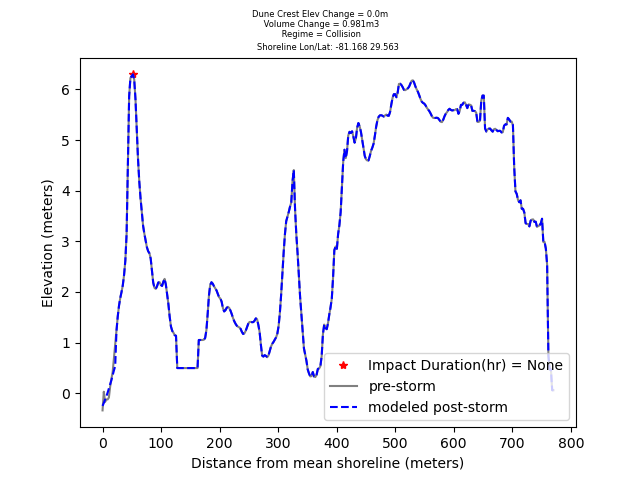 Dune Crest Elev Change = 0.0m
Volume Change = 0.981m3
Regime = Collision
Shoreline Lon/Lat: -81.168 29.563
6
5
4
3
2
1
0
Elevation (meters)
Impact Duration(hr) = None
pre-storm
modeled post-storm
0 100 200 300 400 500 600 700 800
Distance from mean shoreline (meters)